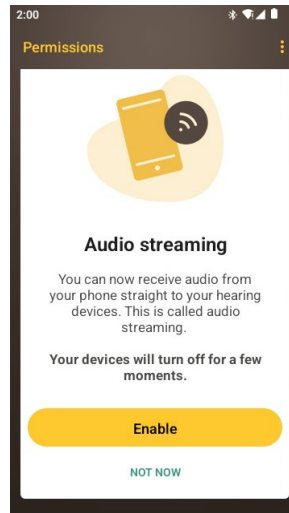 2:00
Permissions
Audio streaming
You can now receive audio from
your phone straight to your hearing
devices. This is called audio
streaming.
Your devices will turn off for a few
moments.
Enable
NOT NOW